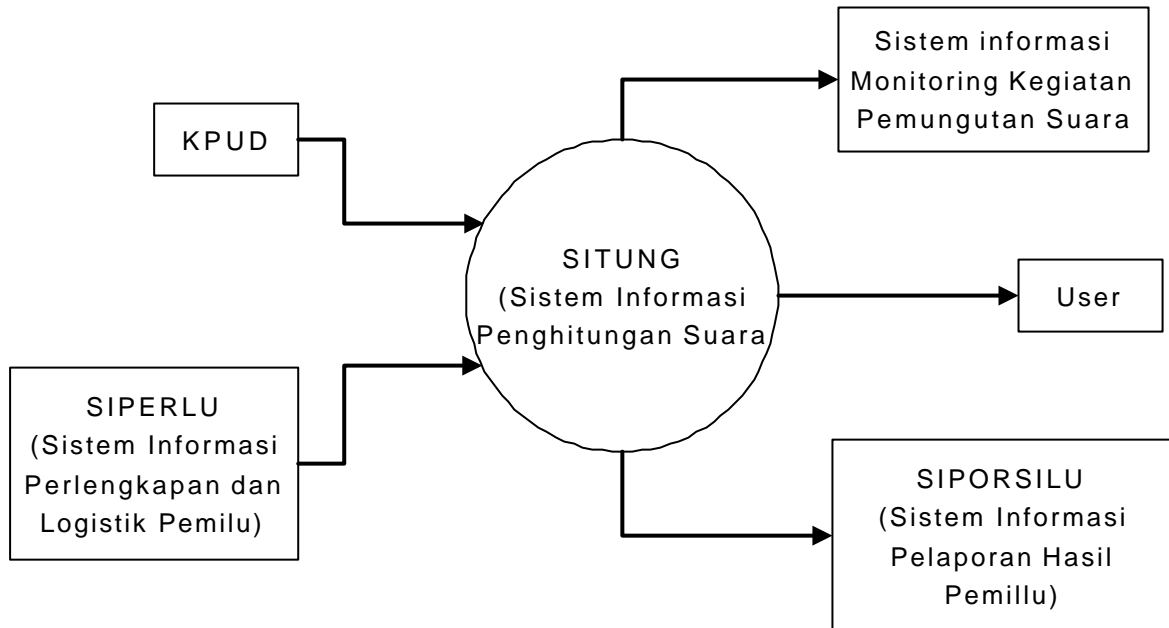 Sistem informasi
Monitoring Kegiatan
Pemungutan Suara
KPUD
SITUNG
(Sistem Informasi
Penghitungan Suara
User
SIPERLU
(Sistem Informasi
Perlengkapan dan
Logistik Pemilu)
SIPORSILU
(Sistem Informasi
Pelaporan Hasil
Pemillu)